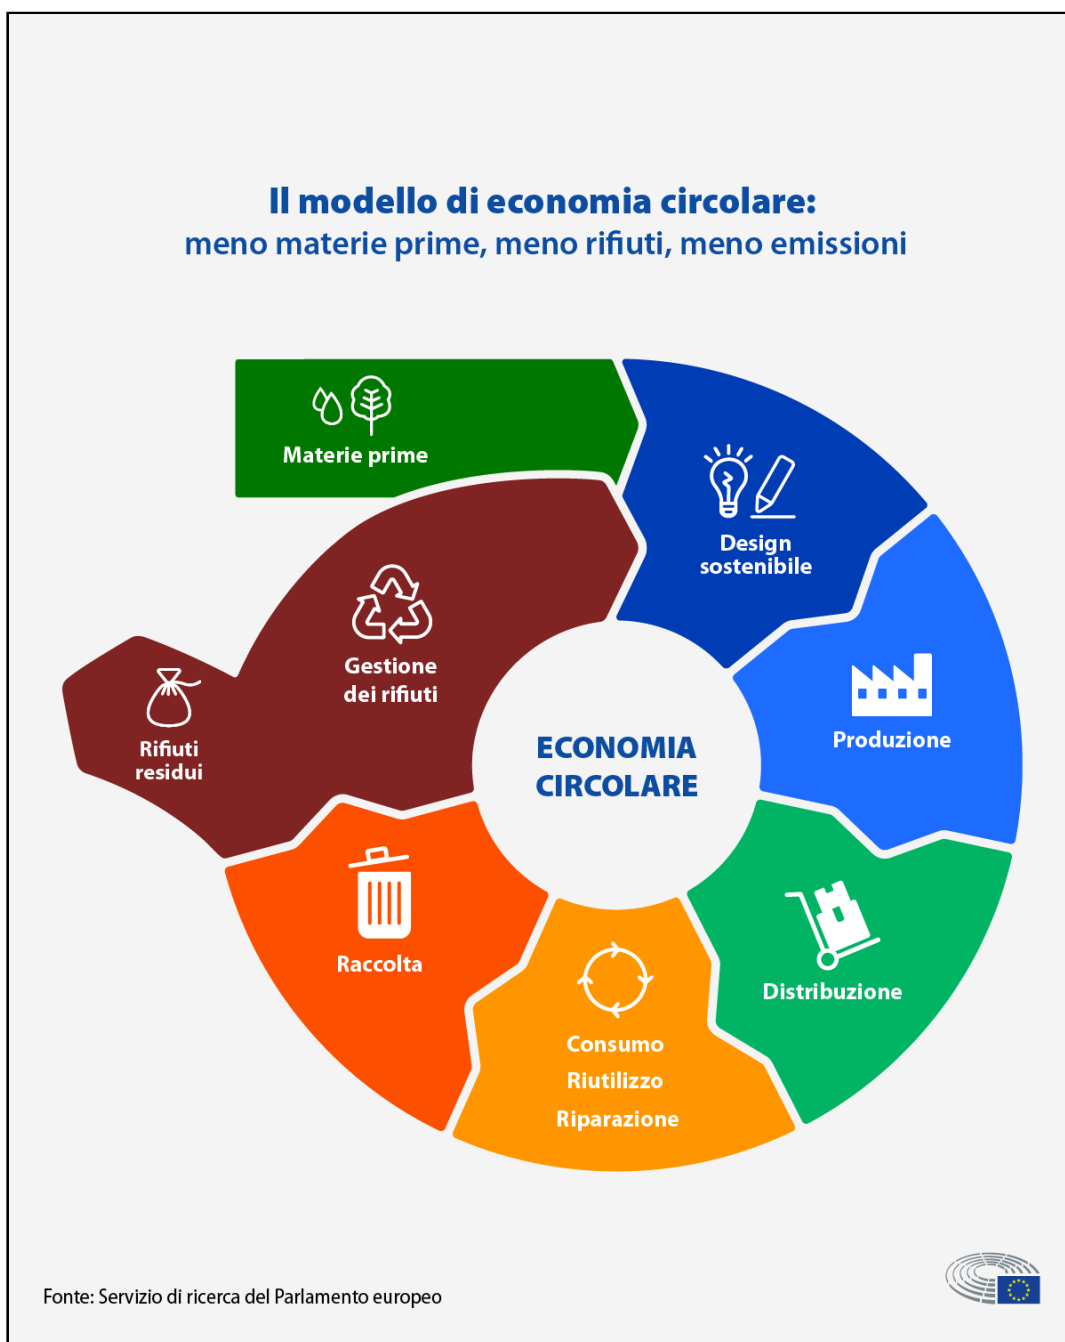 Il modello di economia circolare:
meno materie prime, meno rifiuti, meno emissioni
Materie prime
Design
sostenibile
Produzione
Distribuzione
Consumo
Riutilizzo
Riparazione
Raccolta
Gestione
dei rifiuti
Rifiuti
residui
ECONOMIA
CIRCOLARE
Fonte: Servizio di ricerca del Parlamento europeo